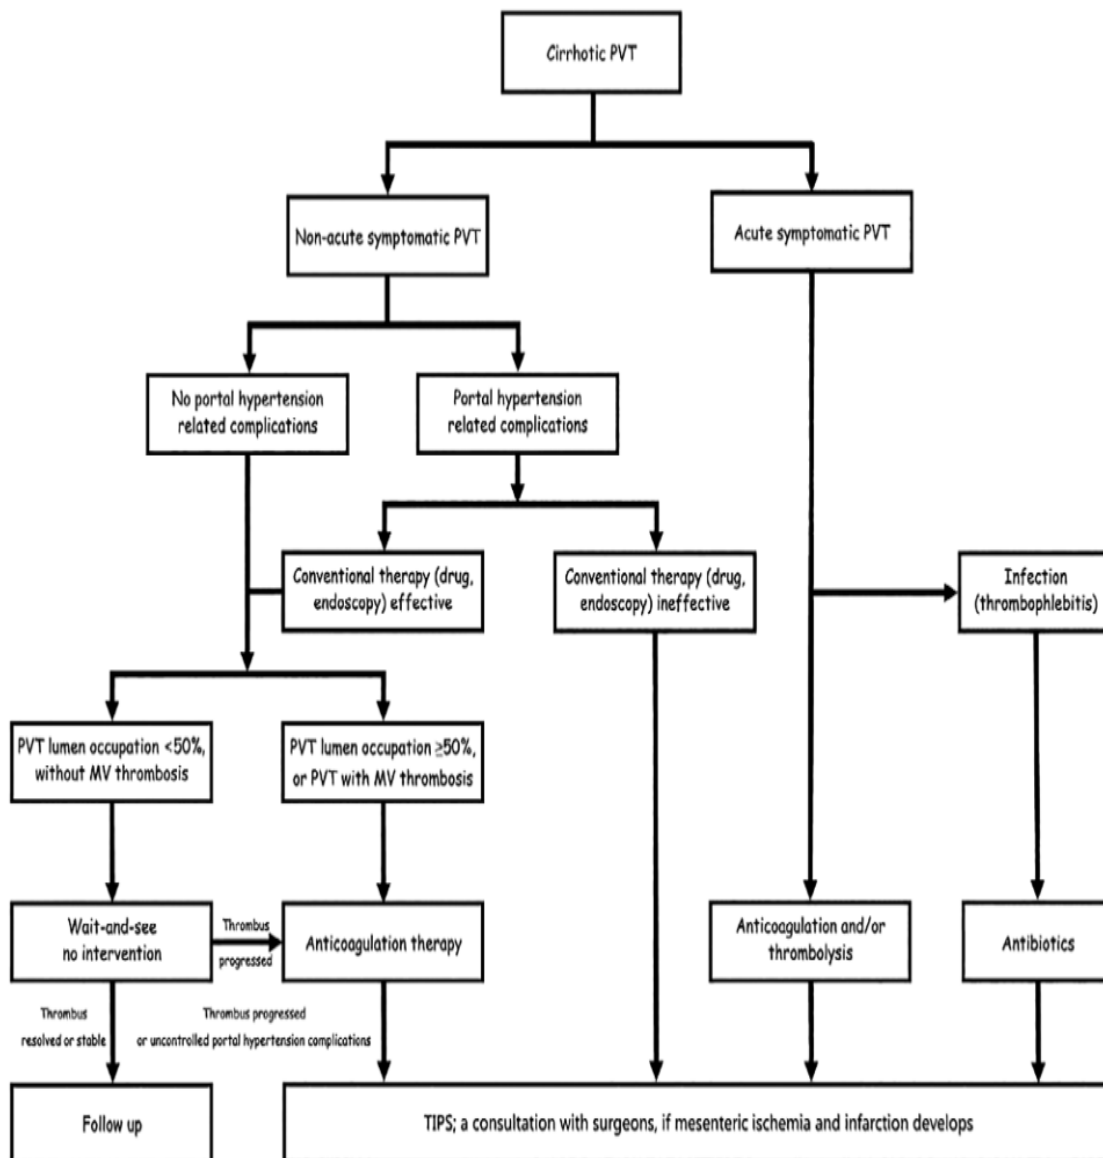 Cirrhotic PVT
Non-acute symptomatic PVT
Acute symptomatic PVT
No portal hypertension
related complications
Portal hypertension
related complications
Conventional therapy (drug,
endoscopy) effective
Conventional therapy (drug,
endoscopy) ineffective
Infection
(thrombophlebitis)
PVT lumen occupation <50%,
without MV thrombosis
PVT lumen occupation ≥50%,
or PVT with MV thrombosis
Wait-and-see
no intervention
Thrombus
progressed
Anticoagulation therapy
Anticoagulation and/or
thrombolysis
Antibiotics
Thrombus
resolved or stable
Thrombus progressed
or uncontrolled portal hypertension complications
Follow up
TIPS; a consultation with surgeons, if mesenteric ischemia and infarction develops